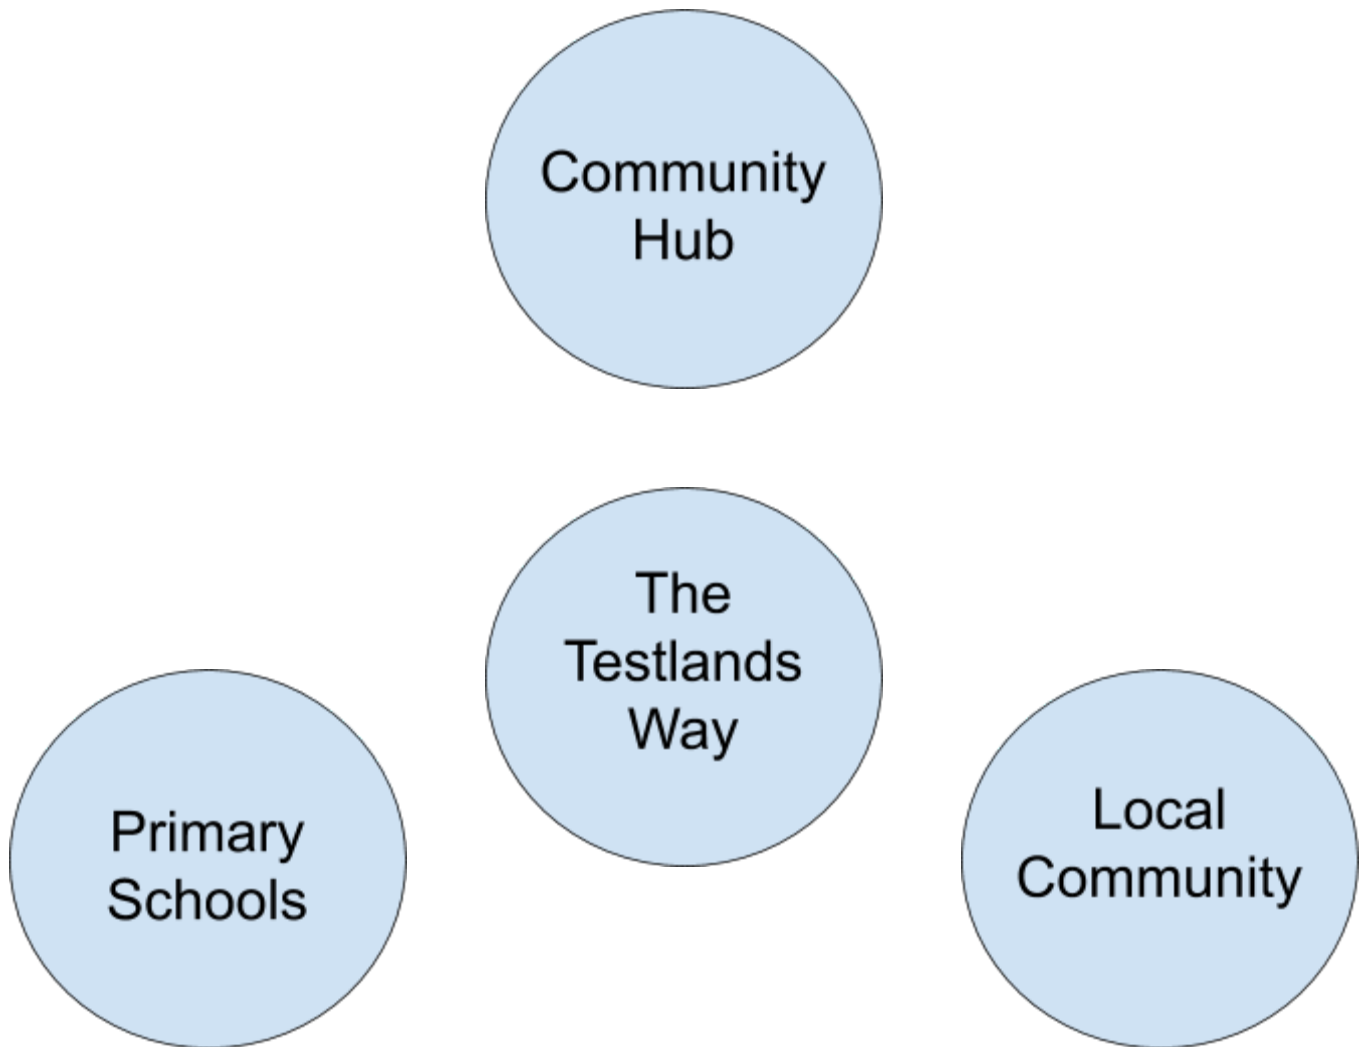 Community
Hub
The
Testlands
Way
Primary
Schools
Local
Community